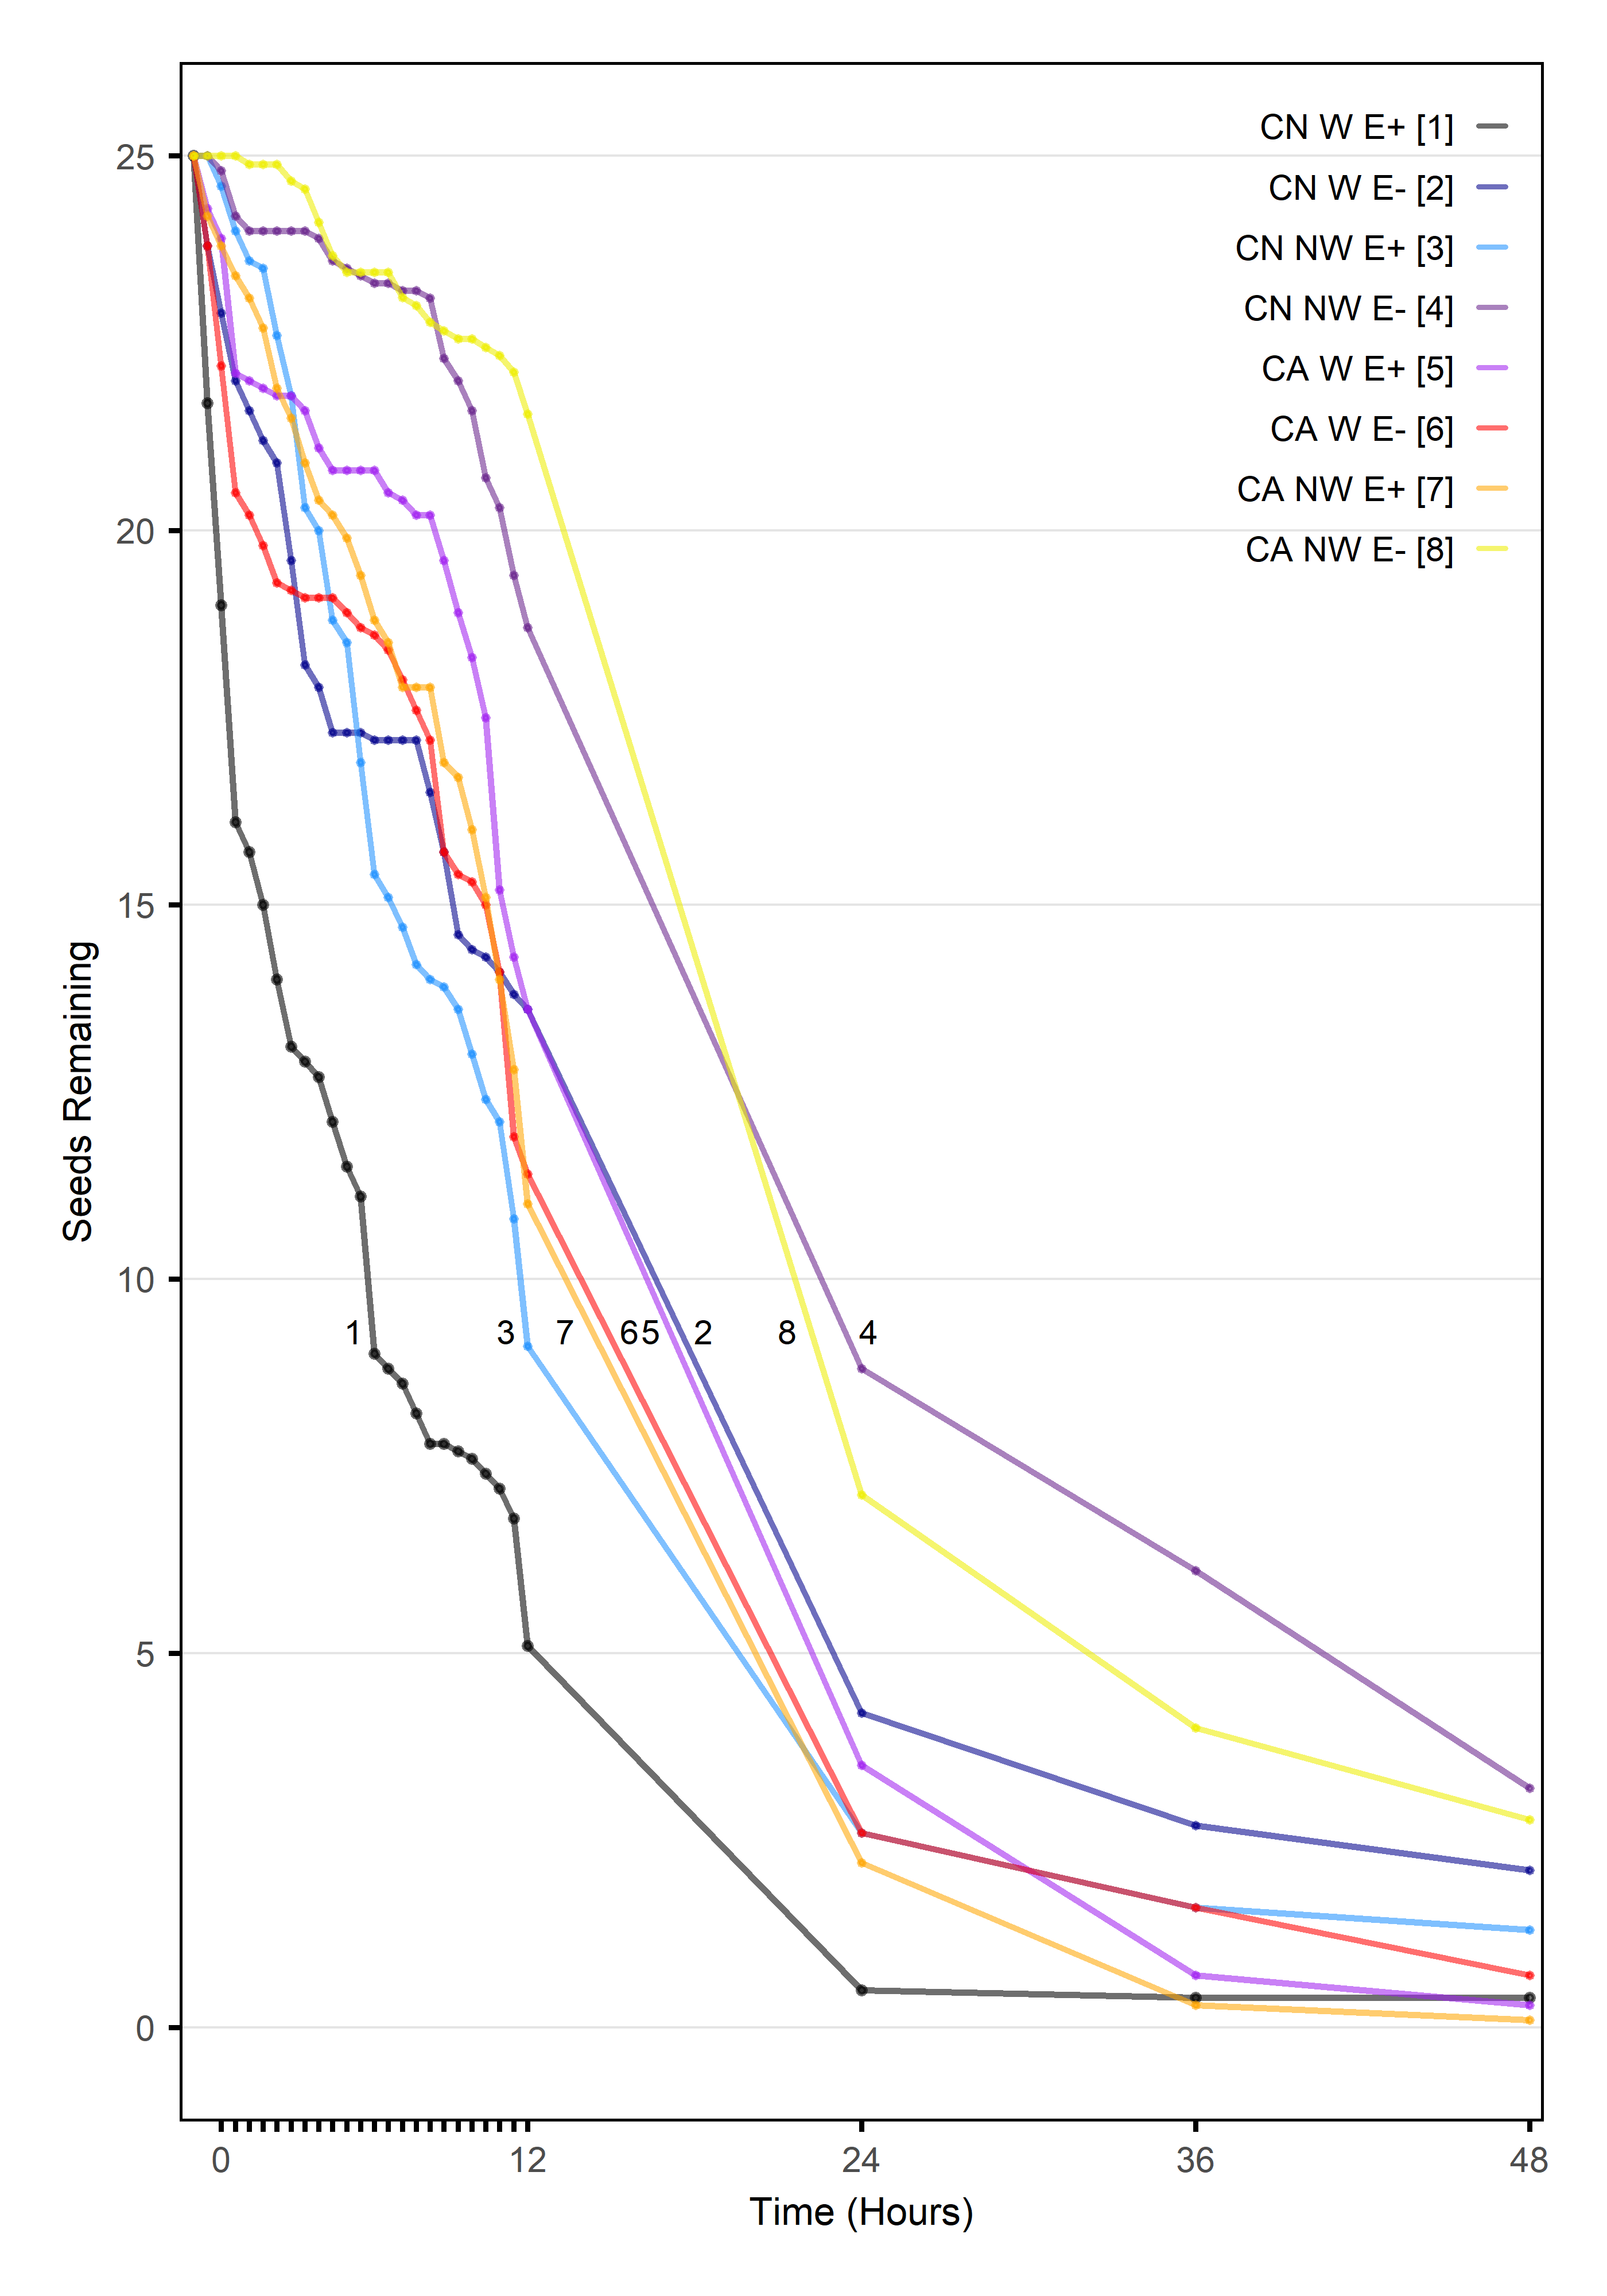 CN W E+ [1]
CN W E- [2]
CN NW E+ [3]
CN NW E- [4]
CA W E+ [5]
CA W E- [6]
CA NW E+ [7]
CA NW E- [8]
25
20
15
10
5
0
Seeds Remaining
1 3 7 6 5 2 8 4
0 12 24 36 48
Time (Hours)